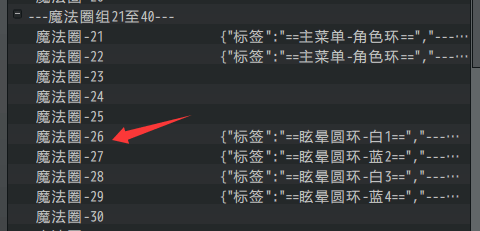 ---魔法圈组21至40---
魔法圈-21 {"标签":"==主菜单-角色环==","---…
魔法圈-22 {"标签":"==主菜单-角色环==","---…
魔法圈-23
魔法圈-24
魔法圈-25
魔法圈-26 {"标签":"==眩晕圆环-白1==","---…
魔法圈-27 {"标签":"==眩晕圆环-蓝2==","---…
魔法圈-28 {"标签":"==眩晕圆环-白3==","---…
魔法圈-29 {"标签":"==眩晕圆环-蓝4==","---…
魔法圈-30